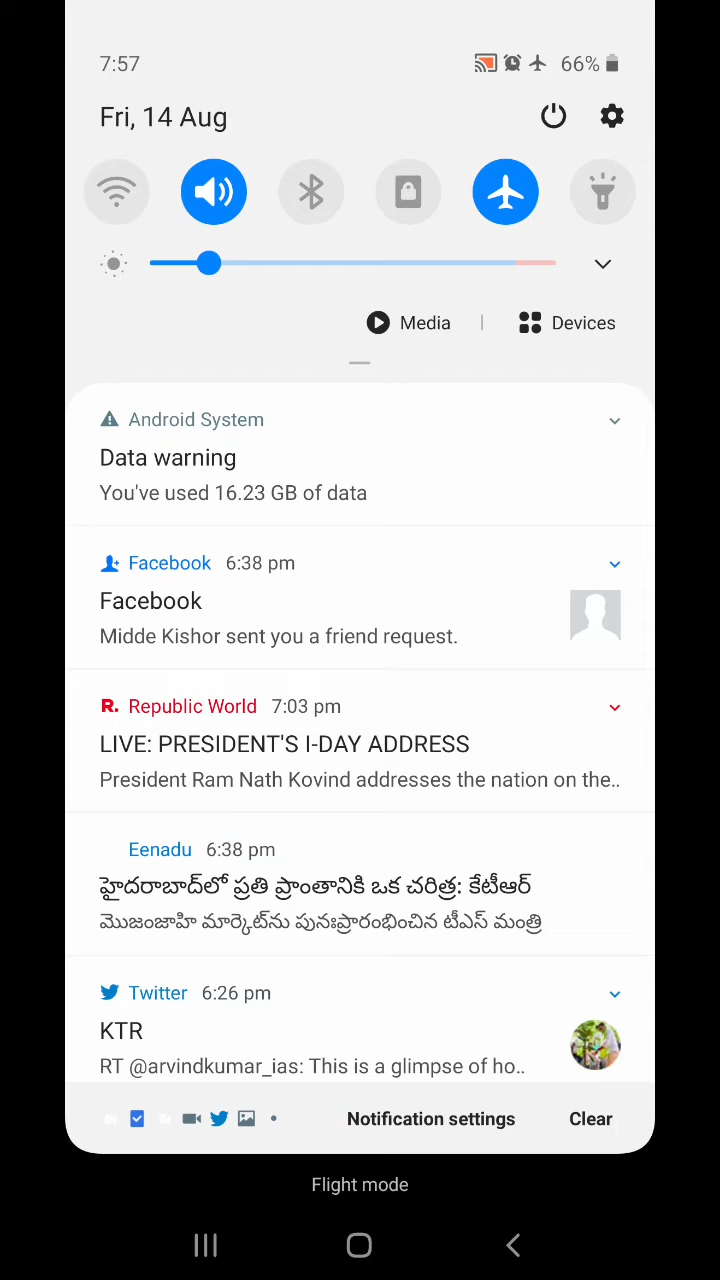 7:57
66%
Fri, 14 Aug
Media | Devices
Android System
Data warning
You've used 16.23 GB of data
Facebook 6:38 pm
Facebook
Midde Kishor sent you a friend request.
R. Republic World 7:03 pm
LIVE: PRESIDENT'S I-DAY ADDRESS
President Ram Nath Kovind addresses the nation on the..
Eenadu 6:38 pm
హైదరాబాద్‌లో ప్రతి ప్రాంతానికి ఒక చరిత్ర: కేటీఆర్
మొజంజాహి మార్కెట్‌ను పునఃప్రారంభించిన టీఎస్ మంత్రి
Twitter 6:26 pm
KTR
RT @arvindkumar_ias: This is a glimpse of ho..
Notification settings Clear
Flight mode